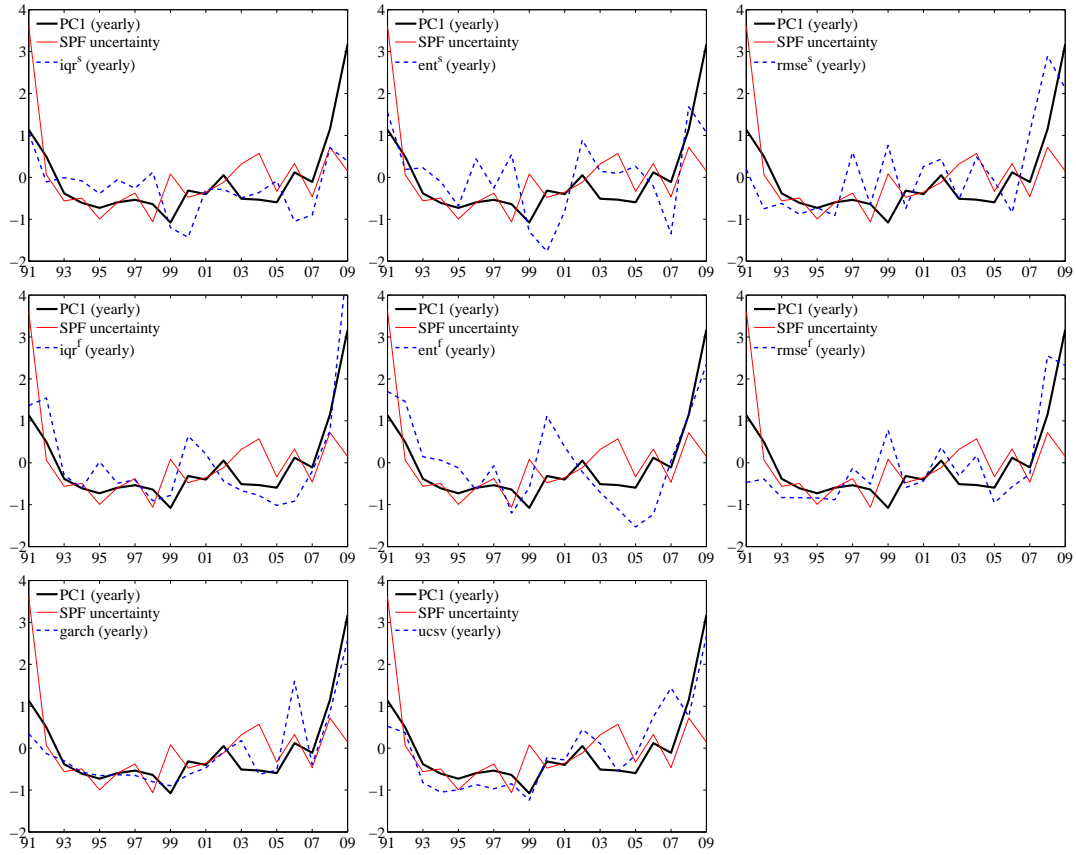 4
3
2
1
0
−1
−2
PC1 (yearly)
SPF uncertainty
iqr^s (yearly)
91 93 95 97 99 01 03 05 07 09
4
3
2
1
0
−1
−2
PC1 (yearly)
SPF uncertainty
ent^s (yearly)
91 93 95 97 99 01 03 05 07 09
4
3
2
1
0
−1
−2
PC1 (yearly)
SPF uncertainty
rmse^s (yearly)
91 93 95 97 99 01 03 05 07 09
4
3
2
1
0
−1
−2
PC1 (yearly)
SPF uncertainty
iqr^f (yearly)
91 93 95 97 99 01 03 05 07 09
4
3
2
1
0
−1
−2
PC1 (yearly)
SPF uncertainty
ent^f (yearly)
91 93 95 97 99 01 03 05 07 09
4
3
2
1
0
−1
−2
PC1 (yearly)
SPF uncertainty
rmse^f (yearly)
91 93 95 97 99 01 03 05 07 09
4
3
2
1
0
−1
−2
PC1 (yearly)
SPF uncertainty
garch (yearly)
91 93 95 97 99 01 03 05 07 09
4
3
2
1
0
−1
−2
PC1 (yearly)
SPF uncertainty
ucsv (yearly)
91 93 95 97 99 01 03 05 07 09